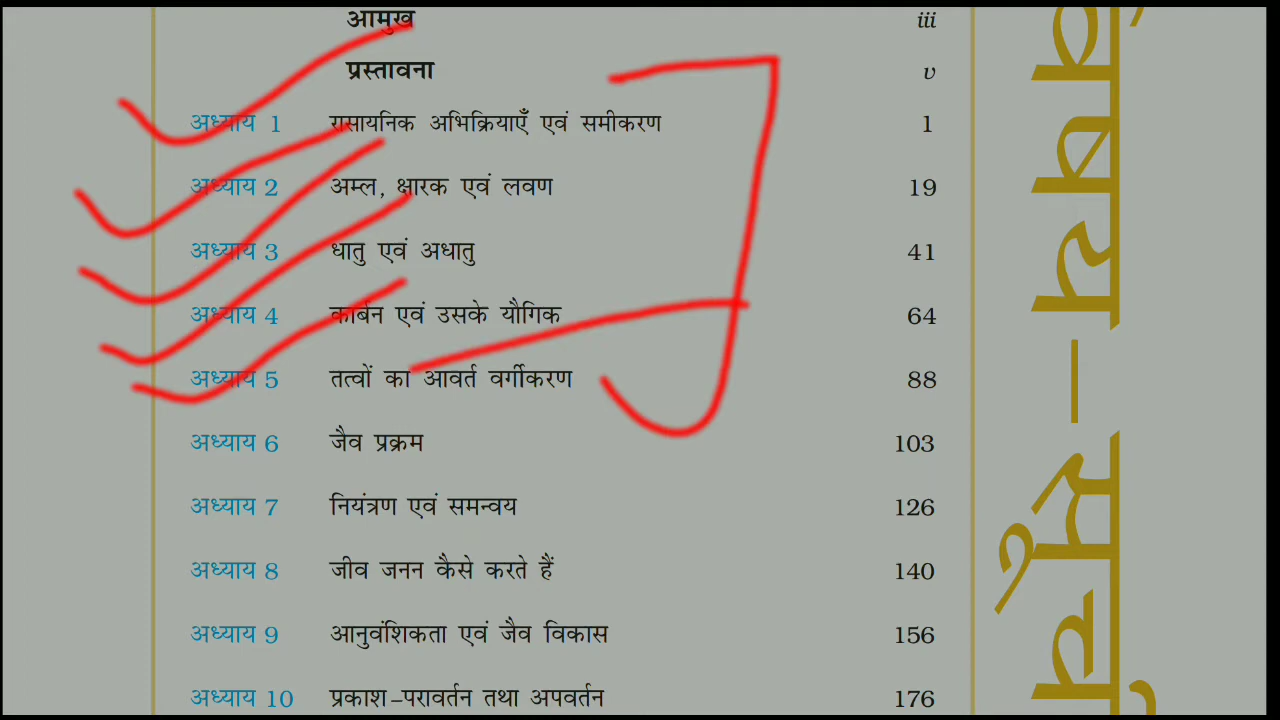 आमुख iii
प्रस्तावना v
अध्याय 1 रासायनिक अभिक्रियाएँ एवं समीकरण 1
अध्याय 2 अम्ल, क्षारक एवं लवण 19
अध्याय 3 धातु एवं अधातु 41
अध्याय 4 कार्बन एवं उसके यौगिक 64
अध्याय 5 तत्वों का आवर्त वर्गीकरण 88
अध्याय 6 जैव प्रक्रम 103
अध्याय 7 नियंत्रण एवं समन्वय 126
अध्याय 8 जीव जनन कैसे करते हैं 140
अध्याय 9 आनुवंशिकता एवं जैव विकास 156
अध्याय 10 प्रकाश–परावर्तन तथा अपवर्तन 176